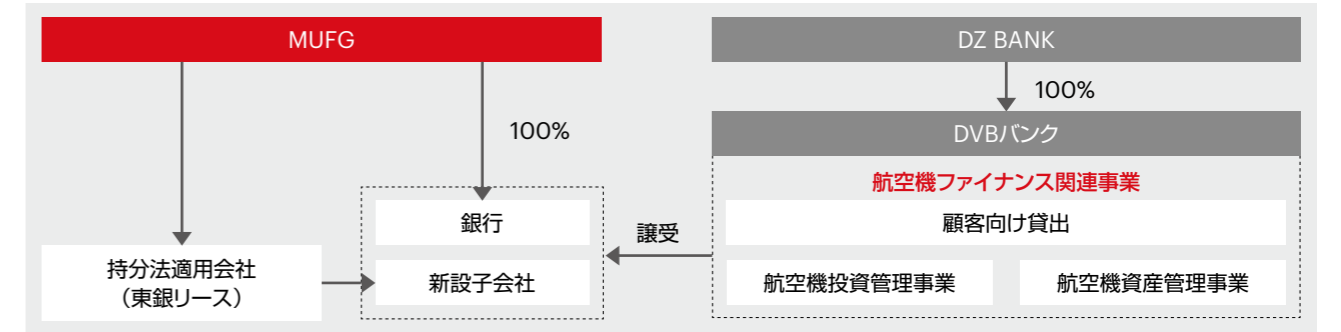 MUFG
DZ BANK
100%
100%
DVBバンク
航空機ファイナンス関連事業
銀行
顧客向け貸出
譲受
持分法適用会社
（東銀リース）
新設子会社
航空機投資管理事業
航空機資産管理事業